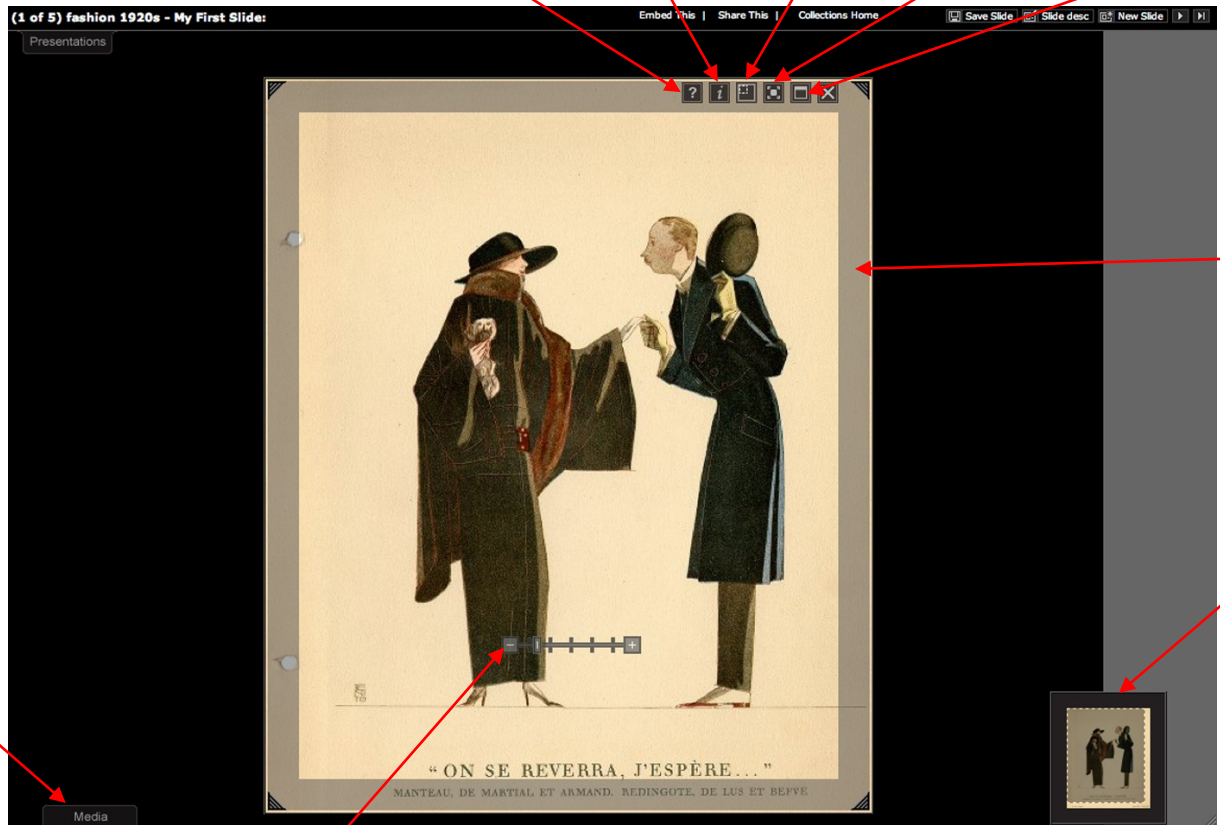 (1 of 5) fashion 1920s - My First Slide:
Embed This | Share This | Collections Home
Save Slide Slide desc New Slide
Presentations
? i
“ ON SE REVERRA, J'ESPÈRE... ”
MANTEAU, DE MARTIAL ET ARMAND. REDINGOTE, DE LUS ET BEFVE
Media